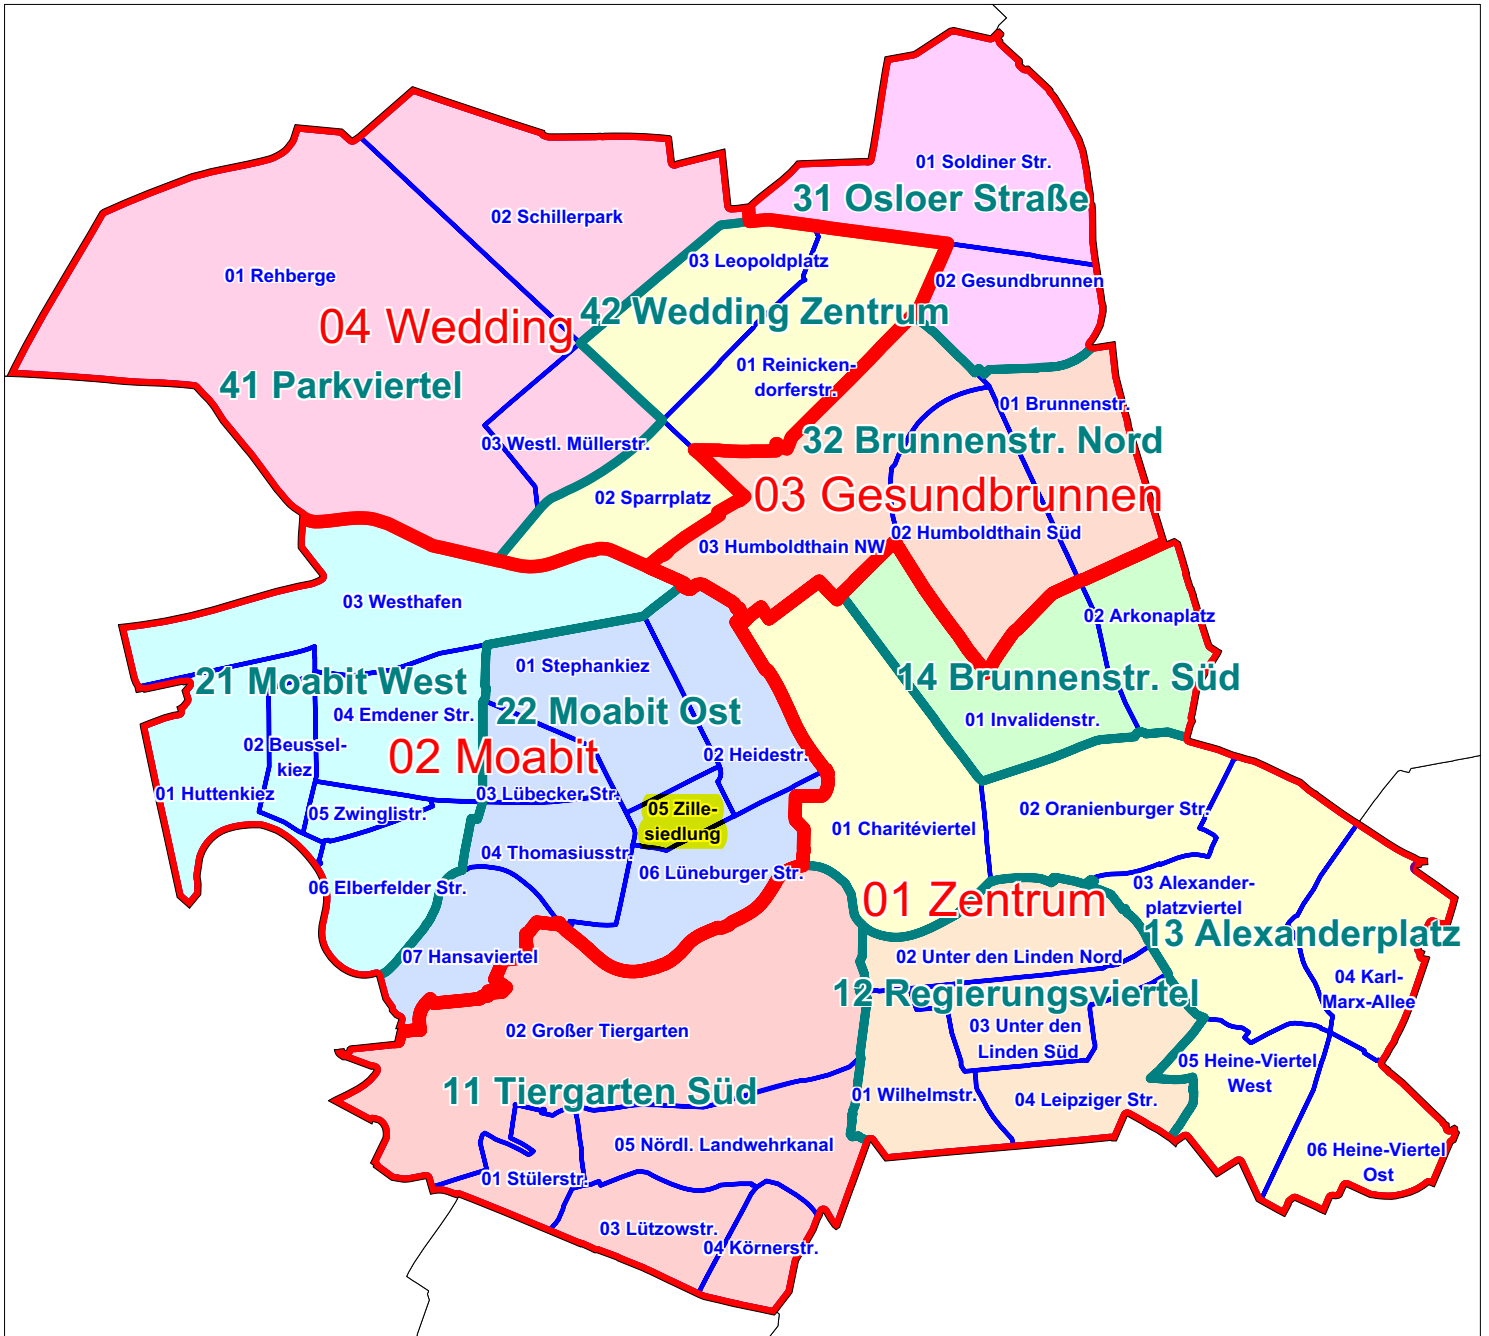 01 Soldiner Str.
31 Osloer Straße
02 Schillerpark
03 Leopoldplatz
01 Rehberge
02 Gesundbrunnen
04 Wedding
42 Wedding Zentrum
41 Parkviertel
01 Reinicken-
dorferstr.
01 Brunnenstr.
03 Westl. Müllerstr.
32 Brunnenstr. Nord
02 Sparrplatz
03 Gesundbrunnen
02 Humboldthain Süd
03 Humboldthain NW
03 Westhafen
02 Arkonaplatz
01 Stephankiez
21 Moabit West
14 Brunnenstr. Süd
04 Emdener Str.
22 Moabit Ost
01 Invalidenstr.
02 Beussel-
kiez
02 Moabit
02 Heidestr.
01 Huttenkiez
03 Lübecker Str.
05 Zwinglistr.
05 Zille-
siedlung
02 Oranienburger Str.
01 Charitéviertel
04 Thomasiusstr.
06 Lüneburger Str.
06 Elberfelder Str.
01 Zentrum
03 Alexander-
platzviertel
13 Alexanderplatz
07 Hansaviertel
02 Unter den Linden Nord
04 Karl-
Marx-Allee
12 Regierungsviertel
02 Großer Tiergarten
03 Unter den
Linden Süd
05 Heine-Viertel
West
11 Tiergarten Süd
01 Wilhelmstr.
04 Leipziger Str.
05 Nördl. Landwehrkanal
06 Heine-Viertel
Ost
01 Stülerstr.
03 Lützowstr.
04 Körnerstr.